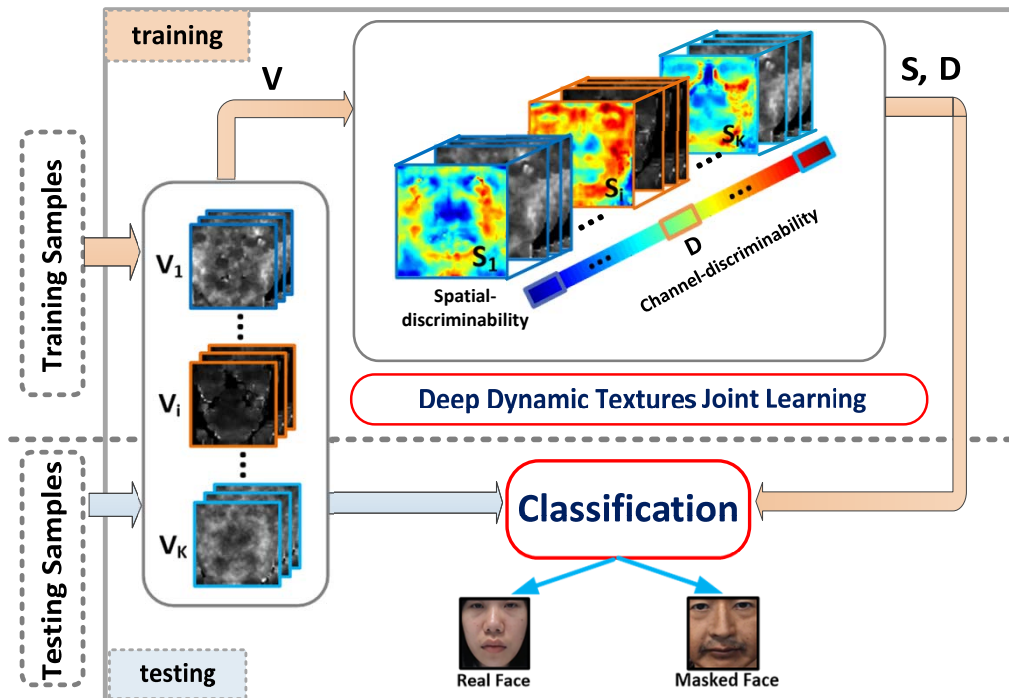 training
V
S, D
Training Samples
V1
Vi
VK
S1
Si
SK
D
Spatial-
discriminability
Channel-discriminability
Deep Dynamic Textures Joint Learning
Testing Samples
Classification
Real Face
Masked Face
testing